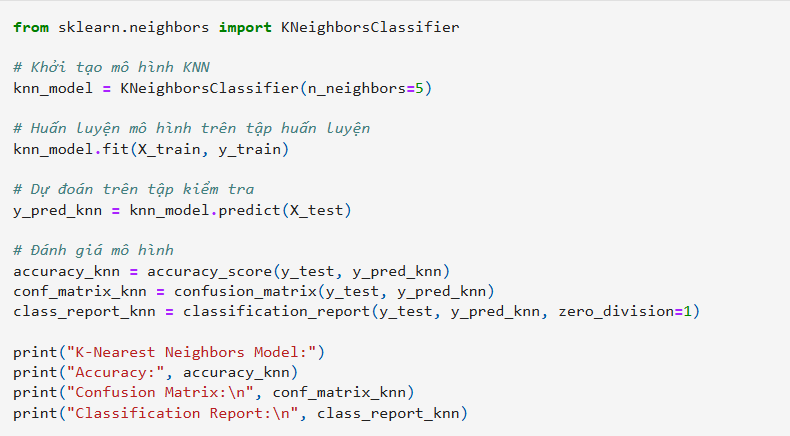 from sklearn.neighbors import KNeighborsClassifier
# Khởi tạo mô hình KNN
knn_model = KNeighborsClassifier(n_neighbors=5)
# Huấn luyện mô hình trên tập huấn luyện
knn_model.fit(X_train, y_train)
# Dự đoán trên tập kiểm tra
y_pred_knn = knn_model.predict(X_test)
# Đánh giá mô hình
accuracy_knn = accuracy_score(y_test, y_pred_knn)
conf_matrix_knn = confusion_matrix(y_test, y_pred_knn)
class_report_knn = classification_report(y_test, y_pred_knn, zero_division=1)
print("K-Nearest Neighbors Model:")
print("Accuracy:", accuracy_knn)
print("Confusion Matrix:\n", conf_matrix_knn)
print("Classification Report:\n", class_report_knn)